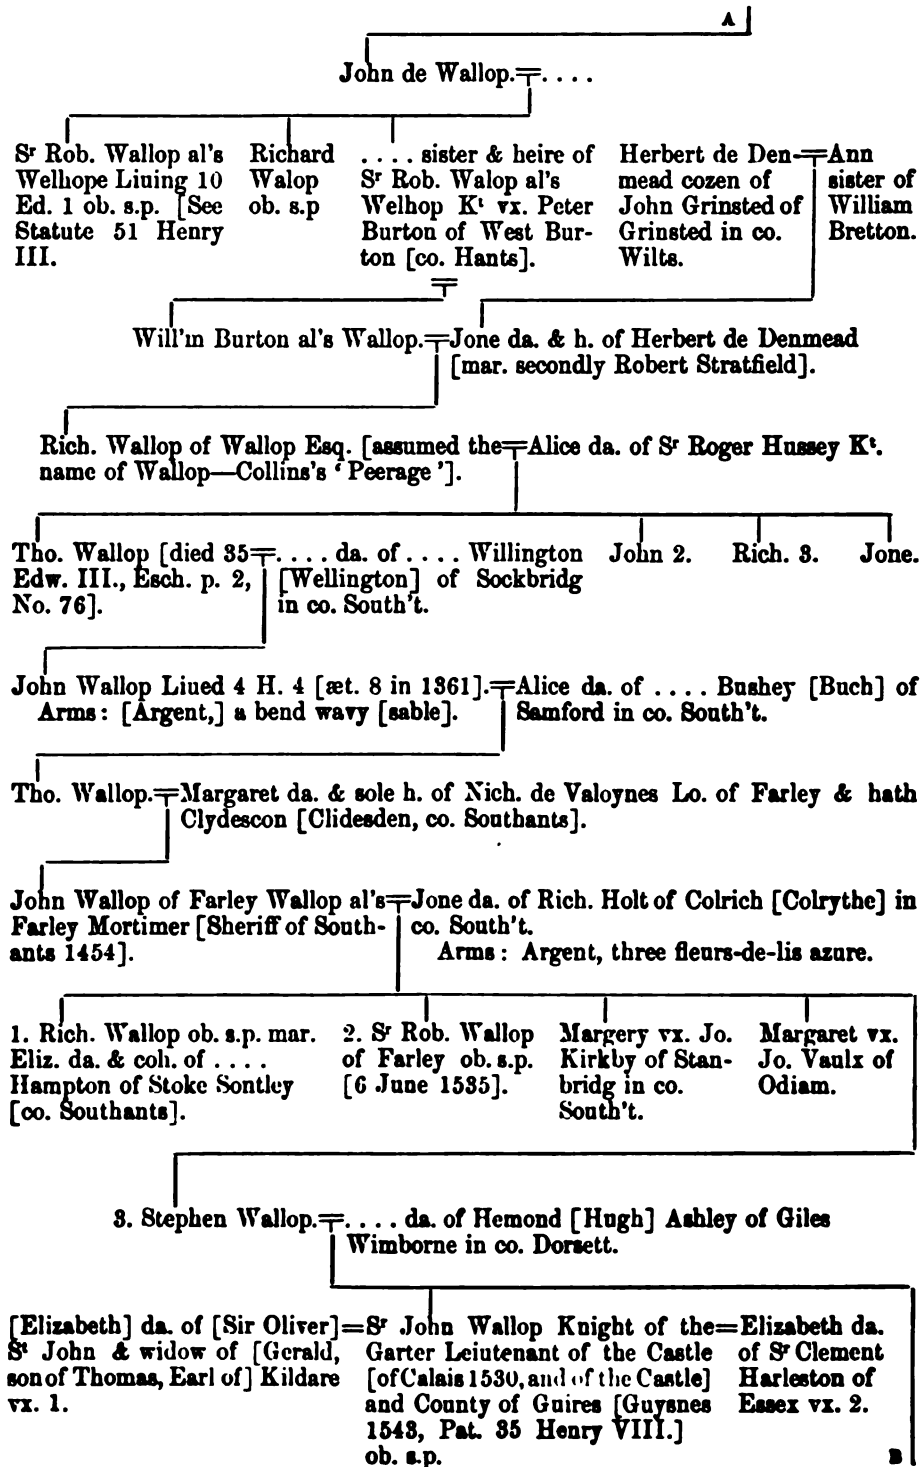 A
John de Wallop.=. . . .
Sʳ Rob. Wallop al's
Welhope Liuing 10
Ed. 1 ob. s.p. [See
Statute 51 Henry
III.
Richard
Walop
ob. s.p
. . . . sister & heire of
Sʳ Rob. Walop al's
Welhop Kᵗ vx. Peter
Burton of West Bur-
ton [co. Hants].
=
Herbert de Den-=Ann
mead cozen of
John Grinsted of
Grinsted in co.
Wilts.
sister of
William
Bretton.
Will'm Burton al's Wallop.=Jone da. & h. of Herbert de Denmead
[mar. secondly Robert Stratfield].
Rich. Wallop of Wallop Esq. [assumed the=Alice da. of Sʳ Roger Hussey Kᵗ.
name of Wallop—Collins's ' Peerage '].
Tho. Wallop [died 35=. . . . da. of . . . . Willington
Edw. III., Esch. p. 2,
No. 76].
[Wellington] of Sockbridg
in co. South't.
John 2.
Rich. 3.
Jone.
John Wallop Liued 4 H. 4 [æt. 8 in 1361].=Alice da. of . . . . Bushey [Buch] of
Arms: [Argent,] a bend wavy [sable].
Samford in co. South't.
Tho. Wallop.=Margaret da. & sole h. of Nich. de Valoynes Lo. of Farley & hath
Clydescon [Clidesden, co. Southants].
John Wallop of Farley Wallop al's=Jone da. of Rich. Holt of Colrich [Colrythe] in
Farley Mortimer [Sheriff of South-
ants 1454].
co. South't.
Arms: Argent, three fleurs-de-lis azure.
1. Rich. Wallop ob. s.p. mar.
Eliz. da. & coh. of . . . .
Hampton of Stoke Sontley
[co. Southants].
2. Sʳ Rob. Wallop
of Farley ob. s.p.
[6 June 1535].
Margery vx. Jo.
Kirkby of Stan-
bridg in co.
South't.
Margaret vx.
Jo. Vaulx of
Odiam.
3. Stephen Wallop.=. . . . da. of Hemond [Hugh] Ashley of Giles
Wimborne in co. Dorsett.
[Elizabeth] da. of [Sir Oliver]=Sʳ John Wallop Knight of the=Elizabeth da.
Sᵗ John & widow of [Gerald,
son of Thomas, Earl of] Kildare
vx. 1.
Garter Leiutenant of the Castle
[of Calais 1530, and of the Castle]
and County of Guires [Guysnes
1543, Pat. 35 Henry VIII.]
ob. s.p.
of Sʳ Clement
Harleston of
Essex vx. 2.
B